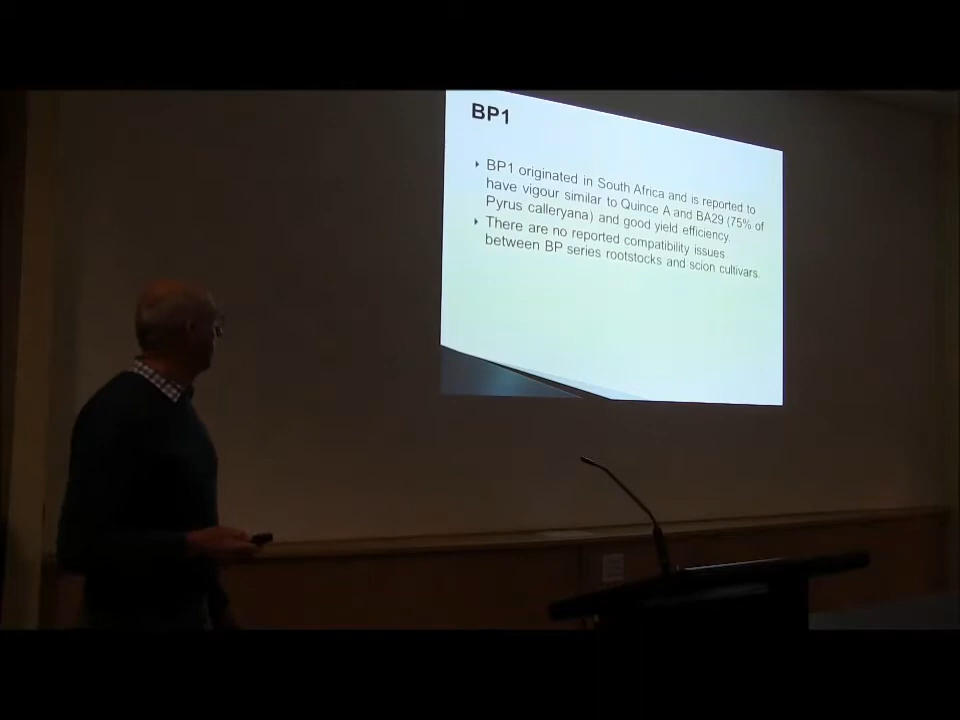 BP1
BP1 originated in South Africa and is reported to
have vigour similar to Quince A and BA29 (75% of
Pyrus calleryana) and good yield efficiency.
There are no reported compatibility issues
between BP series rootstocks and scion cultivars.